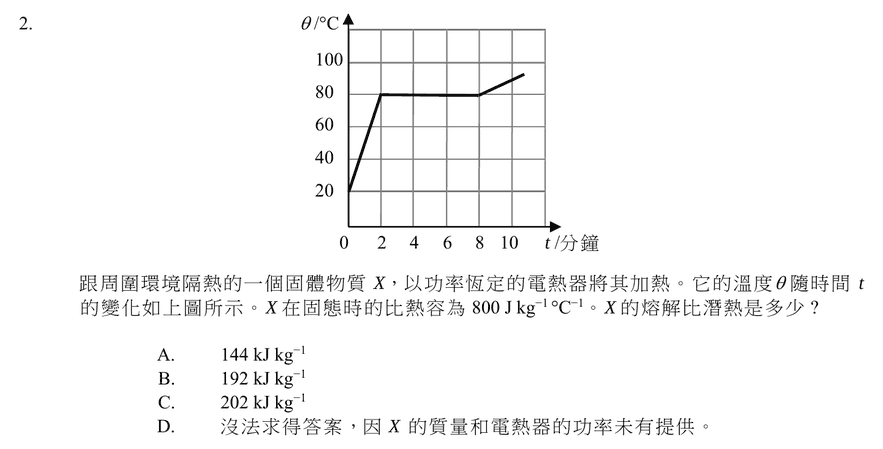 2.
θ /°C
100
80
60
40
20
0 2 4 6 8 10 t /分鐘
跟周圍環境隔熱的一個固體物質 X，以功率恆定的電熱器將其加熱。它的溫度 θ 隨時間 t
的變化如上圖所示。X 在固態時的比熱容為 800 J kg⁻¹ °C⁻¹。X 的熔解比潛熱是多少？
A. 144 kJ kg⁻¹
B. 192 kJ kg⁻¹
C. 202 kJ kg⁻¹
D. 沒法求得答案，因 X 的質量和電熱器的功率未有提供。